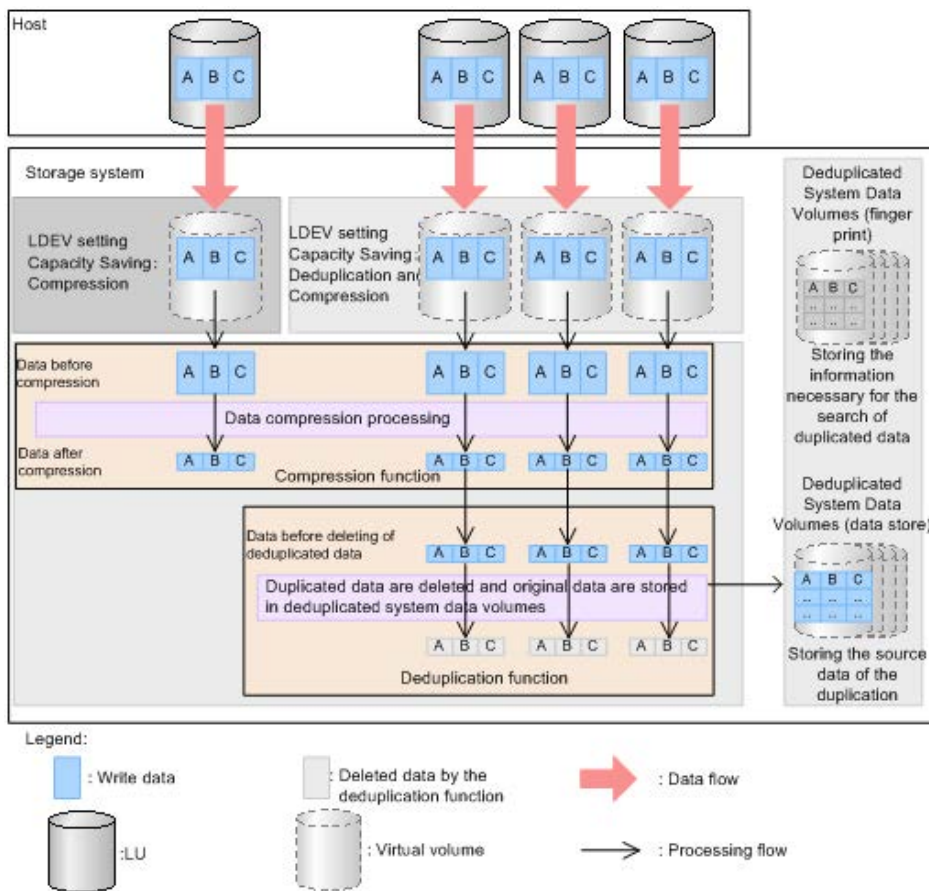 Host
A B C
A B C
A B C
A B C
Storage system
LDEV setting
Capacity Saving:
Compression
A B C
LDEV setting
Capacity Saving:
Deduplication and
Compression
A B C
A B C
A B C
Deduplicated
System Data
Volumes (finger
print)
A B C
.. .. ..
.. .. ..
Storing the
information
necessary for the
search of
duplicated data
Data before
compression
A B C
A B C
A B C
A B C
Data compression processing
Data after
compression
A B C
A B C
A B C
A B C
Compression function
Deduplicated
System Data
Volumes (data store)
A B C
.. .. ..
.. .. ..
Storing the source
data of the
duplication
Data before deleting of
deduplicated data
A B C
A B C
A B C
Duplicated data are deleted and original data are stored
in deduplicated system data volumes
A B C
A B C
A B C
Deduplication function
Legend:
: Write data
: Deleted data by the
deduplication function
: Data flow
:LU
: Virtual volume
: Processing flow